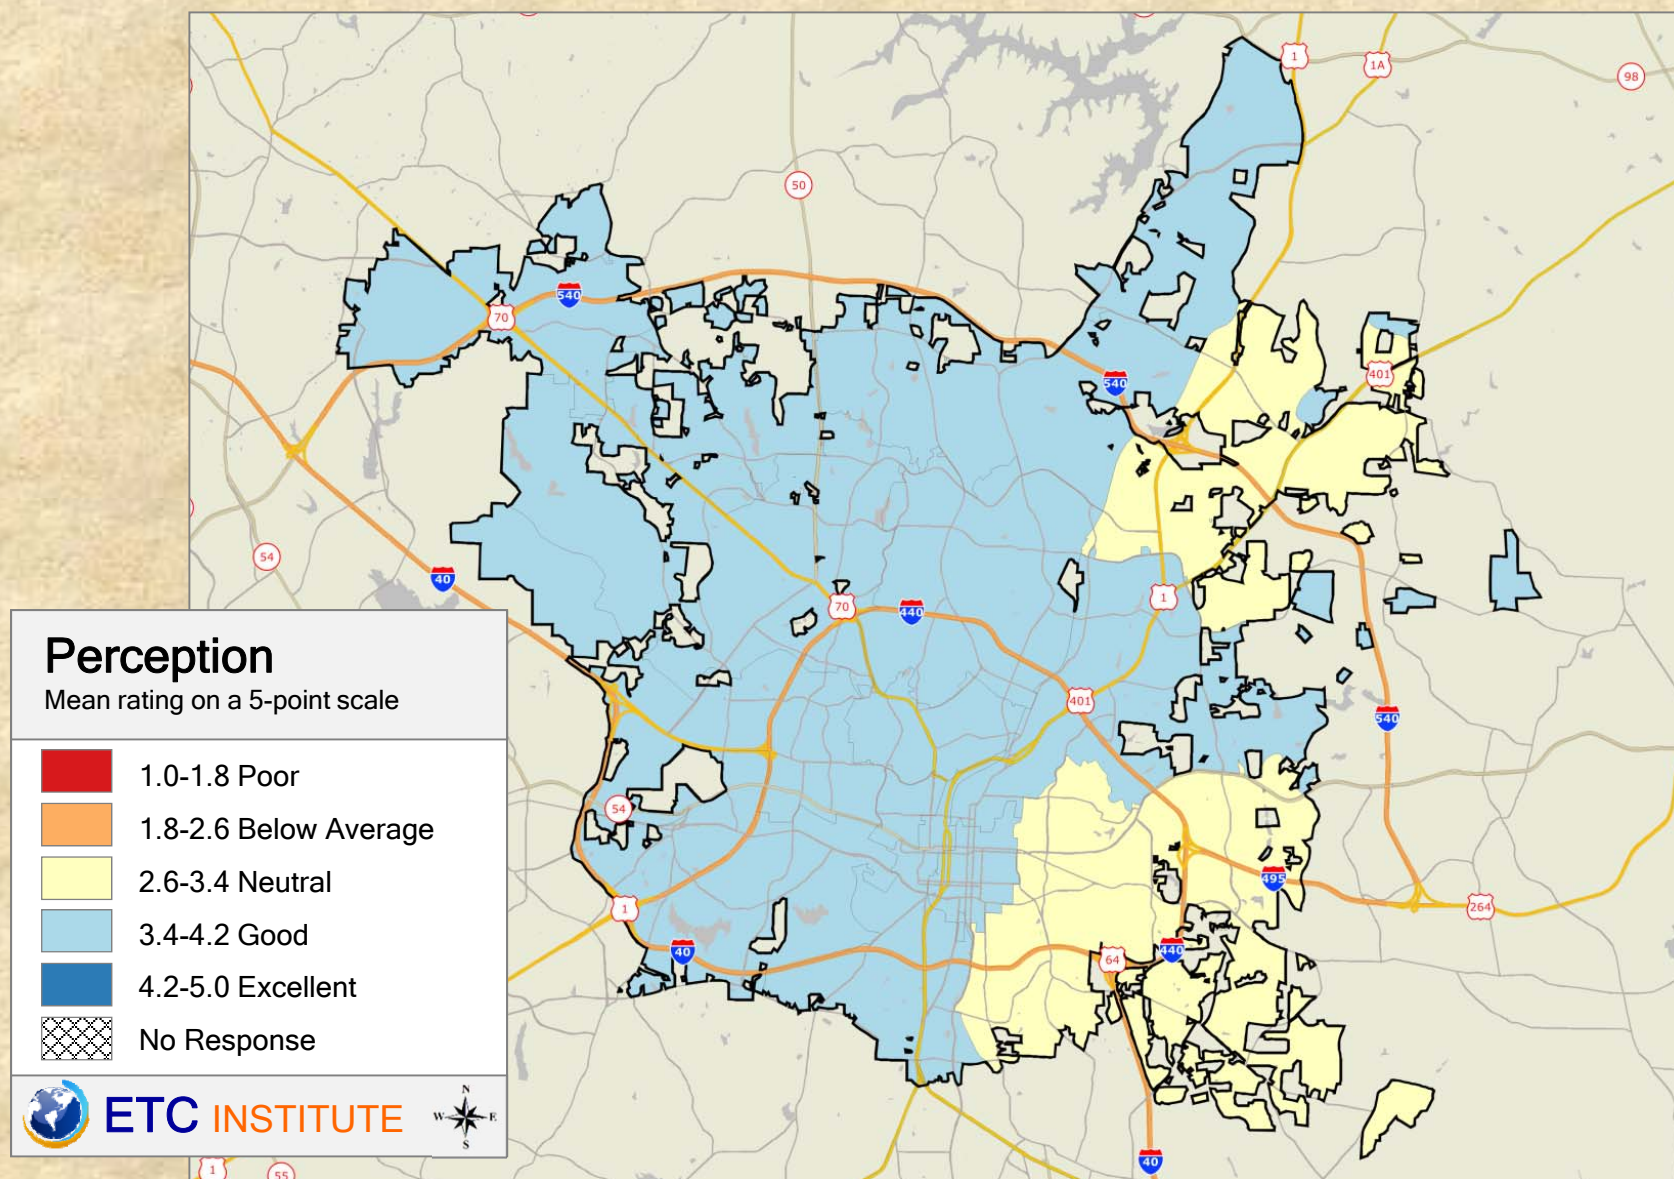 1
1A
98
50
540
70
401
540
54
40
70
440
1
401
540
54
495
1
264
40
440
64
40
1
55
Perception
Mean rating on a 5-point scale
1.0-1.8 Poor
1.8-2.6 Below Average
2.6-3.4 Neutral
3.4-4.2 Good
4.2-5.0 Excellent
No Response
ETC INSTITUTE
N
W E
S